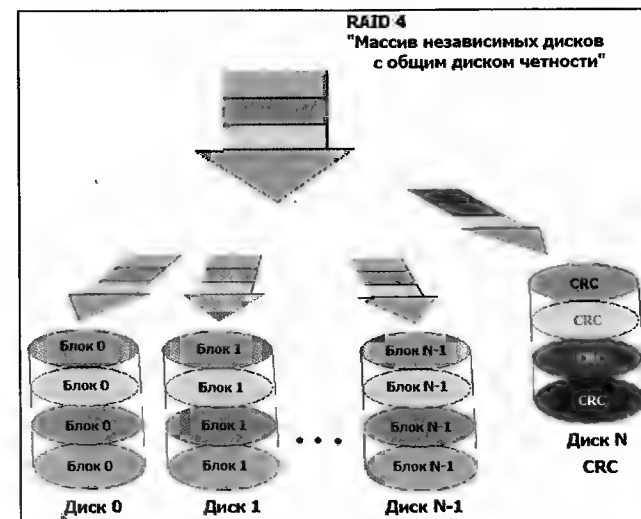 RAID 4
"Массив независимых дисков
с общим диском четности"
CRC
CRC
CRC
Диск N
CRC
Блок 0
Блок 1
Блок N-1
Блок 0
Блок 1
Блок N-1
Блок 0
Блок 1
Блок N-1
Блок 0
Блок 1
Блок N-1
• • •
Диск 0
Диск 1
Диск N-1